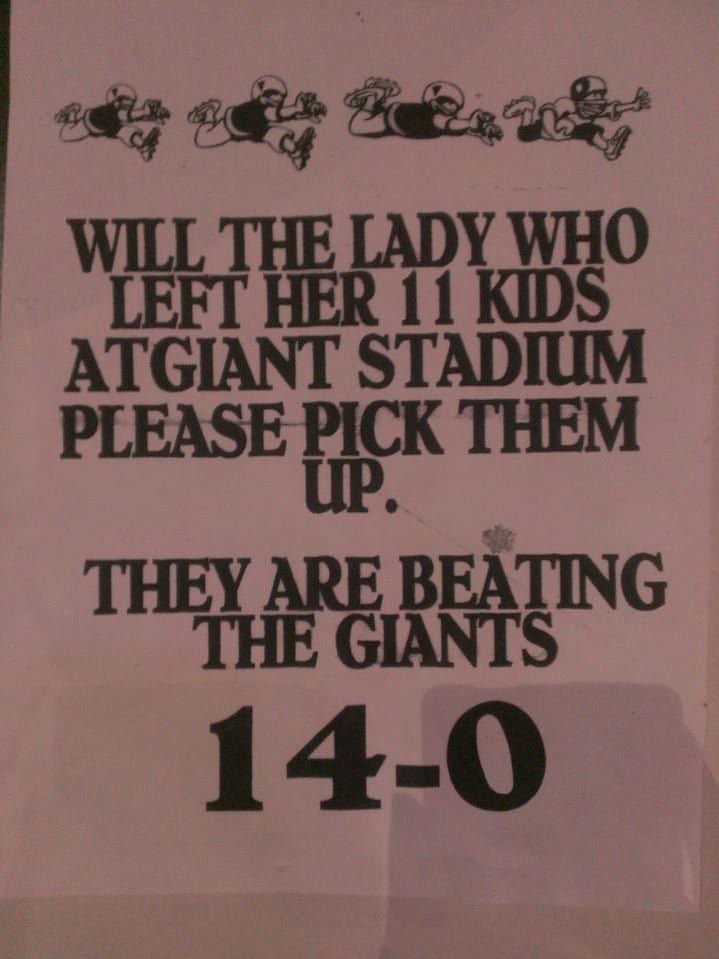 WILL THE LADY WHO
LEFT HER 11 KIDS
ATGIANT STADIUM
PLEASE PICK THEM
UP.
THEY ARE BEATING
THE GIANTS
14-0